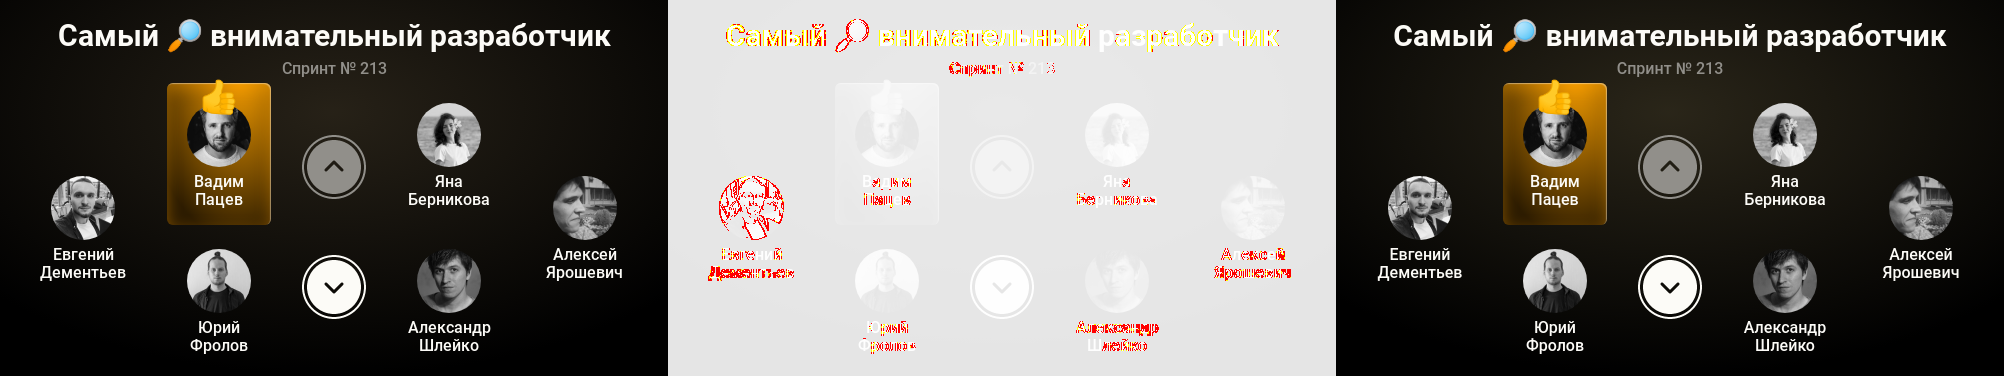 Самый 🔎 внимательный разработчик
Спринт № 213
Вадим
Пацев
Яна
Берникова
Евгений
Дементьев
Алексей
Ярошевич
Юрий
Фролов
Александр
Шлейко
Самый 🔎 внимательный разработчик
Спринт № 213
Вадим
Пацев
Яна
Берникова
Евгений
Дементьев
Алексей
Ярошевич
Юрий
Фролов
Александр
Шлейко
Самый 🔎 внимательный разработчик
Спринт № 213
Вадим
Пацев
Яна
Берникова
Евгений
Дементьев
Алексей
Ярошевич
Юрий
Фролов
Александр
Шлейко